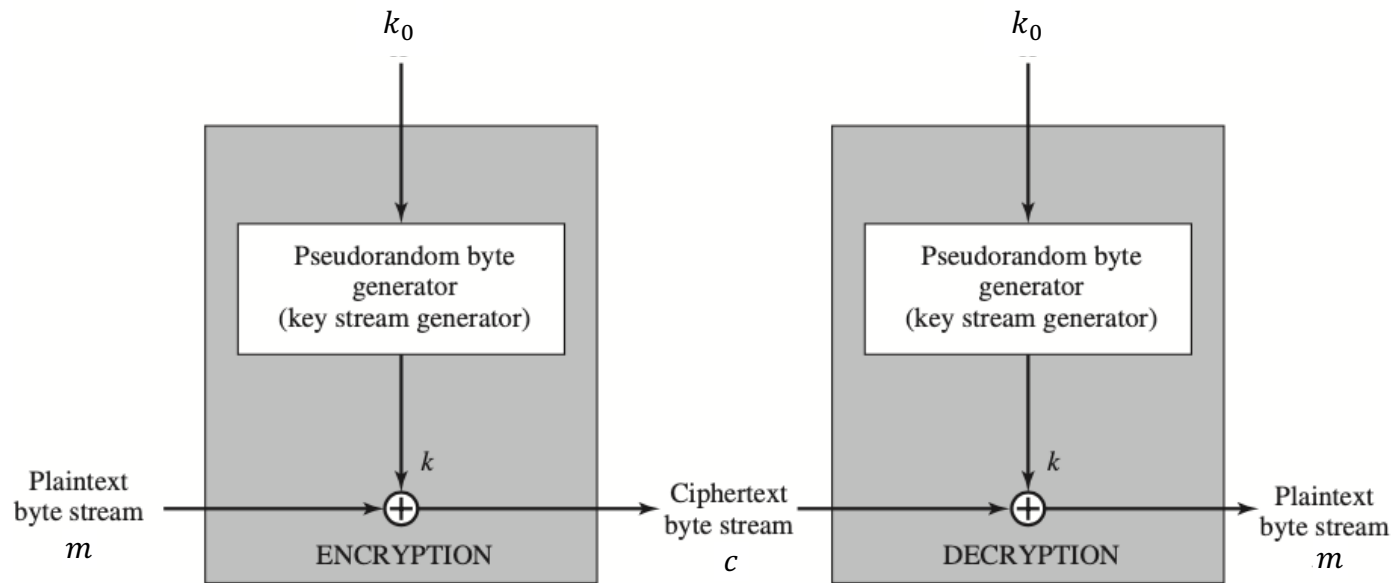 k₀
k₀
Pseudorandom byte
generator
(key stream generator)
Pseudorandom byte
generator
(key stream generator)
k
k
Plaintext
byte stream
m
ENCRYPTION
Ciphertext
byte stream
c
DECRYPTION
Plaintext
byte stream
m